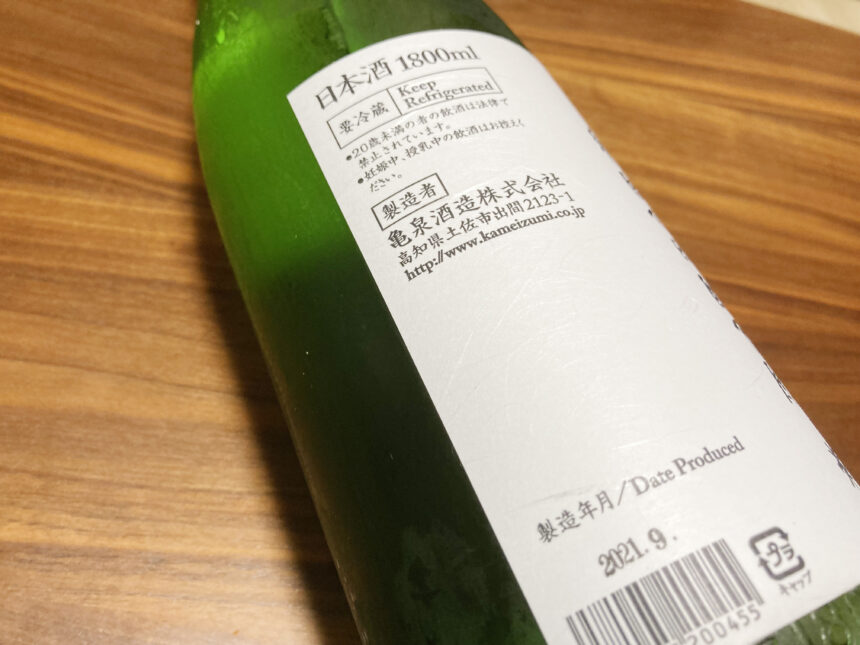 日本酒 1800ml
要冷蔵 Keep Refrigerated
●20歳未満の者の飲酒は法律で
禁止されています。
●妊娠中、授乳中の飲酒はお控えく
ださい。
製造者
亀泉酒造株式会社
高知県土佐市出間2123-1
http://www.kameizumi.co.jp
製造年月/Date Produced
2021.9.
プラ
キャップ
200455